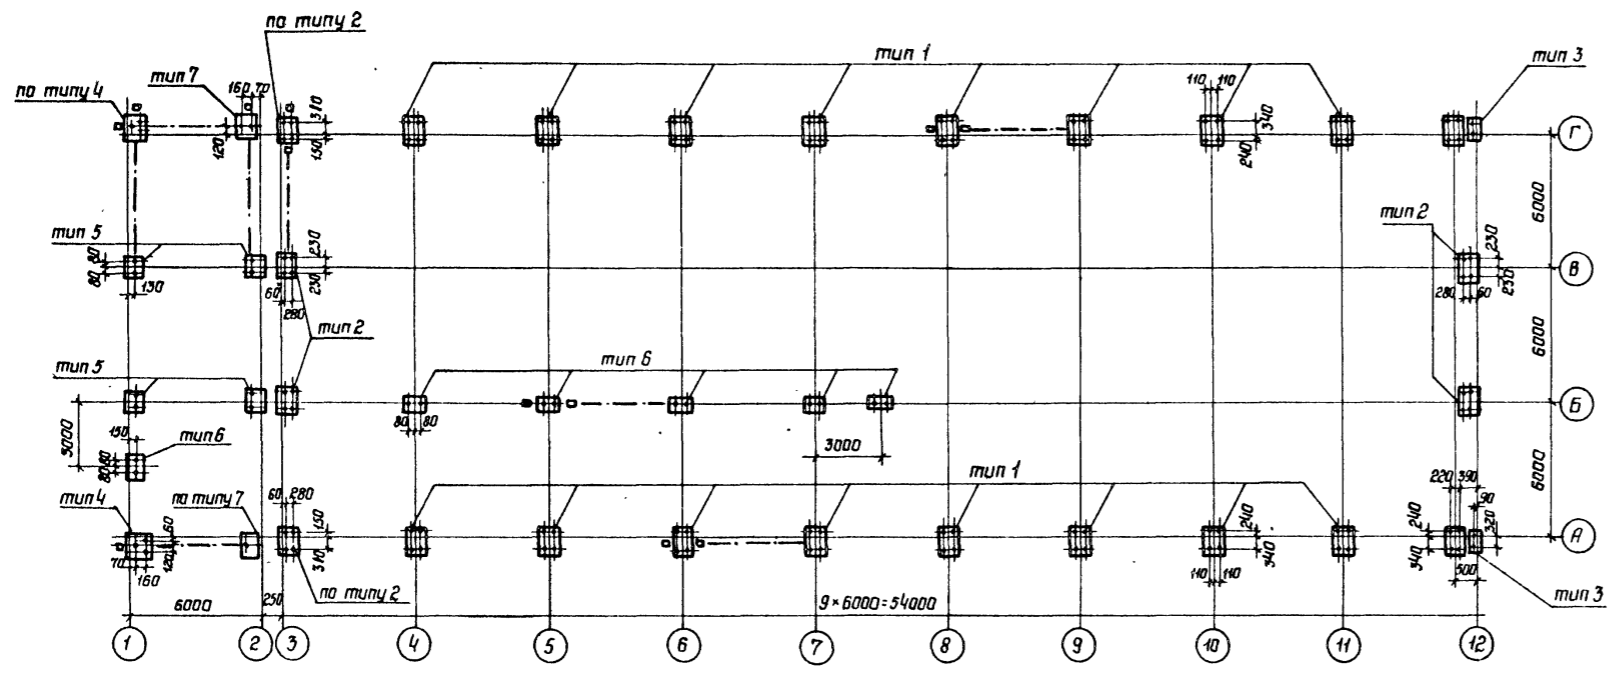 по типу 2
тип 1
тип 3
тип 7
160 70
110 110
по типу 4
310
340
Г
120
150
240
6000
тип 2
тип 5
80
230
230
В
80
130
60
280
230
280 60
230
тип 2
6000
тип 5
тип 6
Б
150
80 80
3000
тип 6
3000
80
80
тип 1
6000
тип 4
по типу 7
60 280
220 390
90
60
150
240
240
320
А
70
120
310
340
340
160
110 110
500
по типу 2
тип 3
6000
250
9×6000=54000
1
2
3
4
5
6
7
8
9
10
11
12